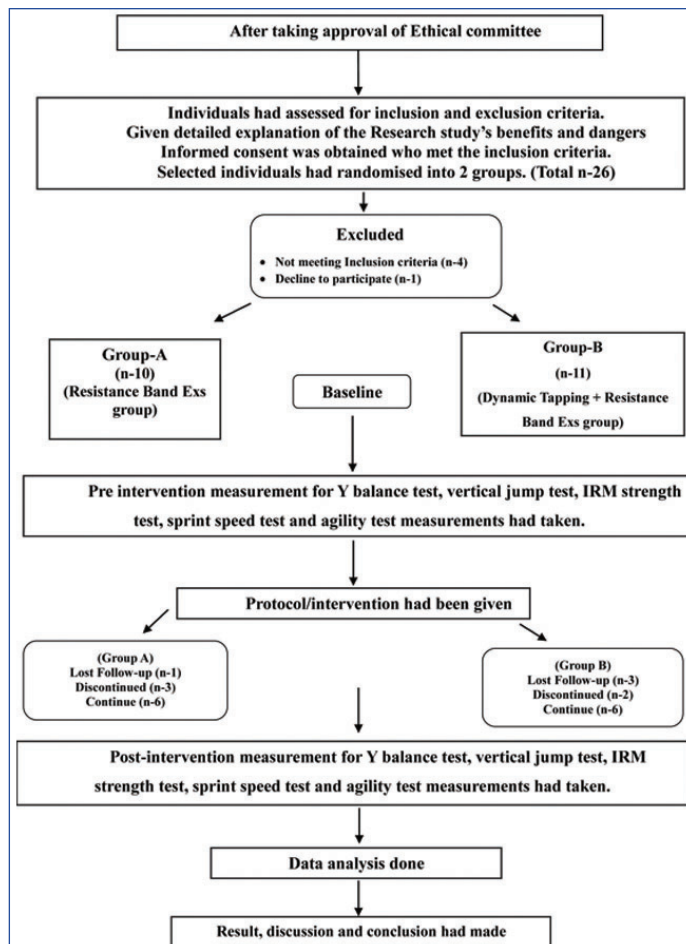 After taking approval of Ethical committee
Individuals had assessed for inclusion and exclusion criteria.
Given detailed explanation of the Research study's benefits and dangers
Informed consent was obtained who met the inclusion criteria.
Selected individuals had randomised into 2 groups. (Total n-26)
Excluded
• Not meeting Inclusion criteria (n-4)
• Decline to participate (n-1)
Group-A
(n-10)
(Resistance Band Exs
group)
Group-B
(n-11)
(Dynamic Tapping + Resistance
Band Exs group)
Baseline
Pre intervention measurement for Y balance test, vertical jump test, IRM strength
test, sprint speed test and agility test measurements had taken.
Protocol/intervention had been given
(Group A)
Lost Follow-up (n-1)
Discontinued (n-3)
Continue (n-6)
(Group B)
Lost Follow-up (n-3)
Discontinued (n-2)
Continue (n-6)
Post-intervention measurement for Y balance test, vertical jump test, IRM
strength test, sprint speed test and agility test measurements had taken.
Data analysis done
Result, discussion and conclusion had made